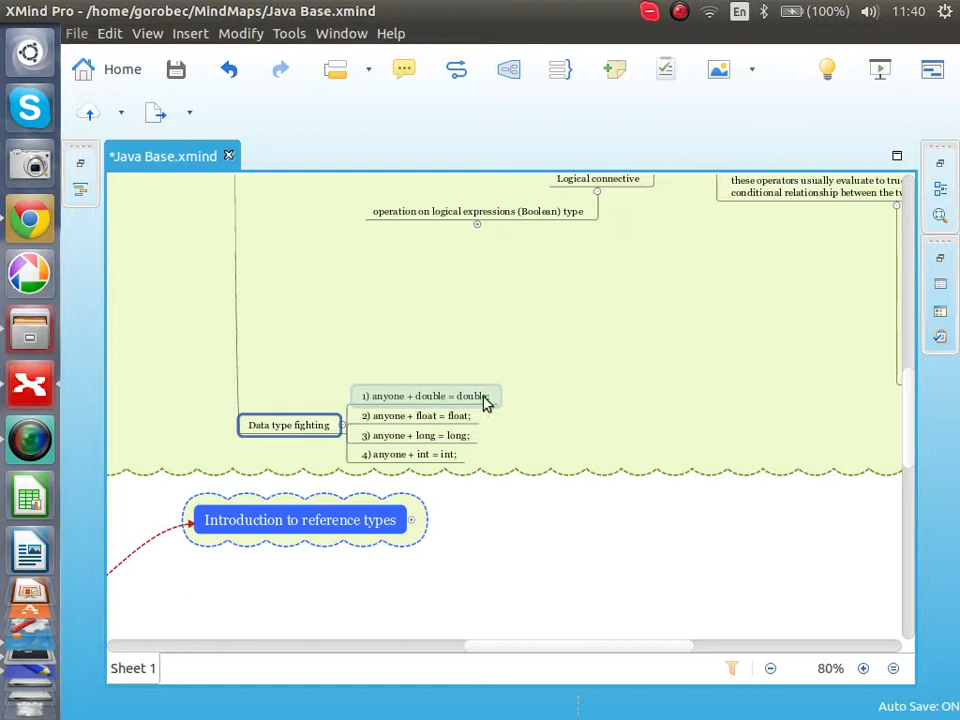 XMind Pro - /home/gorobec/MindMaps/Java Base.xmind
En
(100%)
11:40
File Edit View Insert Modify Tools Window Help
Home
*Java Base.xmind
Logical connective
these operators usually evaluate to tru
conditional relationship between the tw
operation on logical expressions (Boolean) type
1) anyone + double = double;
Data type fighting
2) anyone + float = float;
3) anyone + long = long;
4) anyone + int = int;
Introduction to reference types
Sheet 1
80%
Auto Save: ON